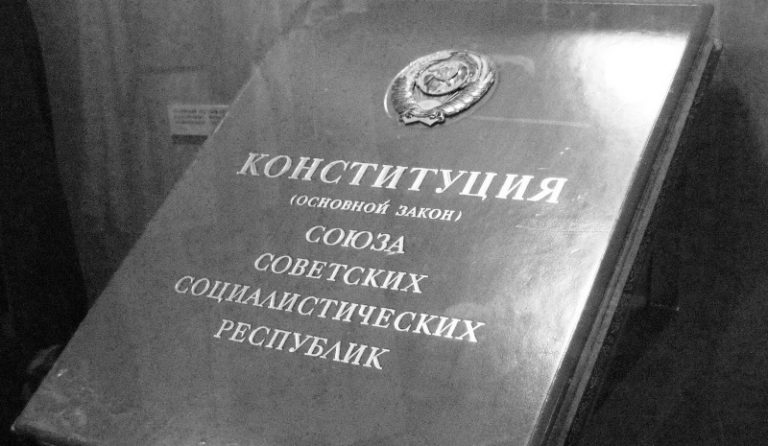 КОНСТИТУЦИЯ
(ОСНОВНОЙ ЗАКОН)
СОЮЗА
СОВЕТСКИХ
СОЦИАЛИСТИЧЕСКИХ
РЕСПУБЛИК